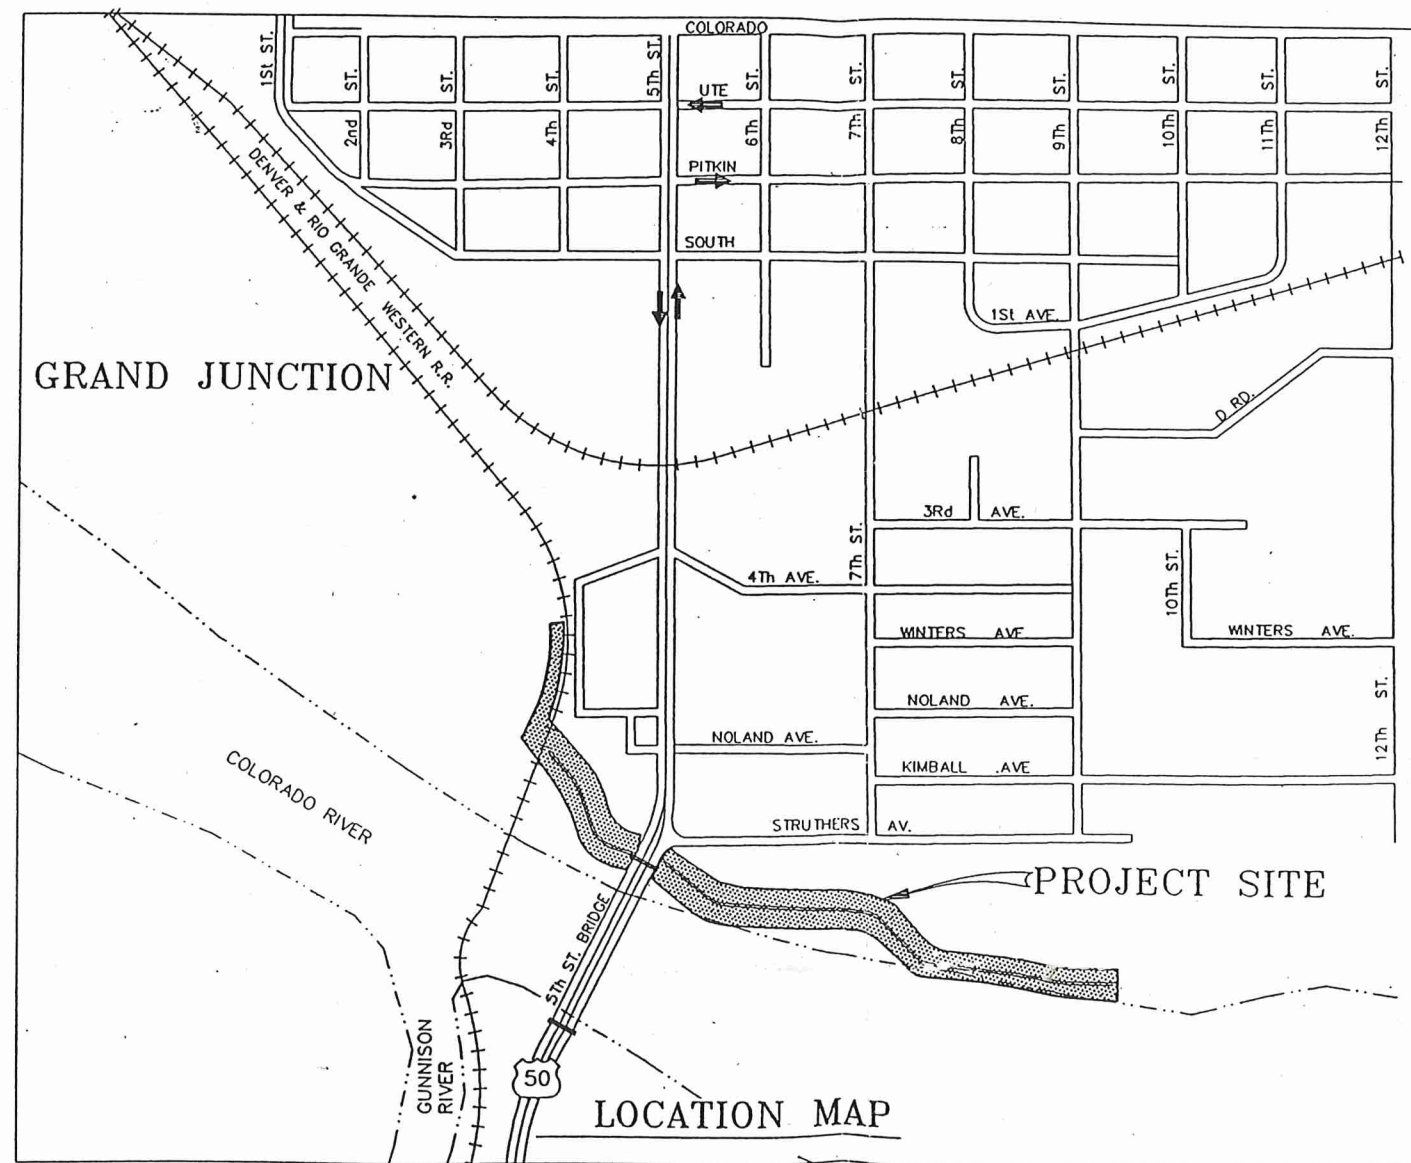 COLORADO
1St ST.
2nd ST.
3Rd ST.
4Th ST.
5Th ST.
6Th ST.
7Th ST.
8Th ST.
9Th ST.
10Th ST.
11Th ST.
12Th ST.
UTE
PITKIN
SOUTH
DENVER & RIO GRANDE WESTERN R.R.
1St AVE.
GRAND JUNCTION
D RD.
3Rd AVE.
7Th ST.
4Th AVE.
10Th ST.
WINTERS AVE.
WINTERS AVE.
NOLAND AVE.
NOLAND AVE.
12Th ST.
KIMBALL .AVE
COLORADO RIVER
STRUTHERS AV.
PROJECT SITE
5Th ST. BRIDGE
GUNNISON
RIVER
50
LOCATION MAP